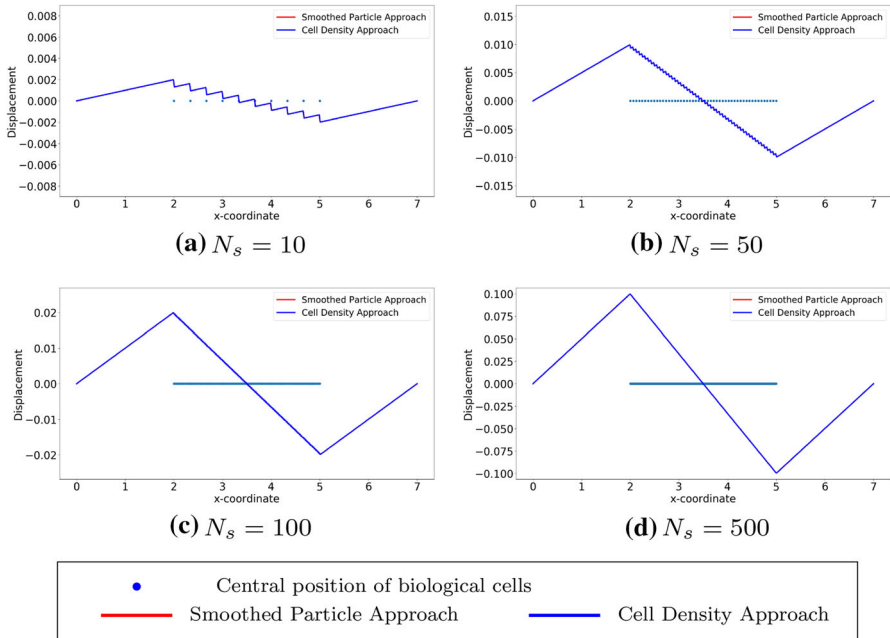 0.008
0.006
0.004
0.002
0.000
−0.002
−0.004
−0.006
−0.008
Displacement
0 1 2 3 4 5 6 7
x-coordinate
Smoothed Particle Approach
Cell Density Approach
(a) N_s = 10
0.015
0.010
0.005
0.000
−0.005
−0.010
−0.015
Displacement
0 1 2 3 4 5 6 7
x-coordinate
Smoothed Particle Approach
Cell Density Approach
(b) N_s = 50
0.02
0.01
0.00
−0.01
−0.02
Displacement
0 1 2 3 4 5 6 7
x-coordinate
Smoothed Particle Approach
Cell Density Approach
(c) N_s = 100
0.100
0.075
0.050
0.025
0.000
−0.025
−0.050
−0.075
−0.100
Displacement
0 1 2 3 4 5 6 7
x-coordinate
Smoothed Particle Approach
Cell Density Approach
(d) N_s = 500
Central position of biological cells
Smoothed Particle Approach Cell Density Approach